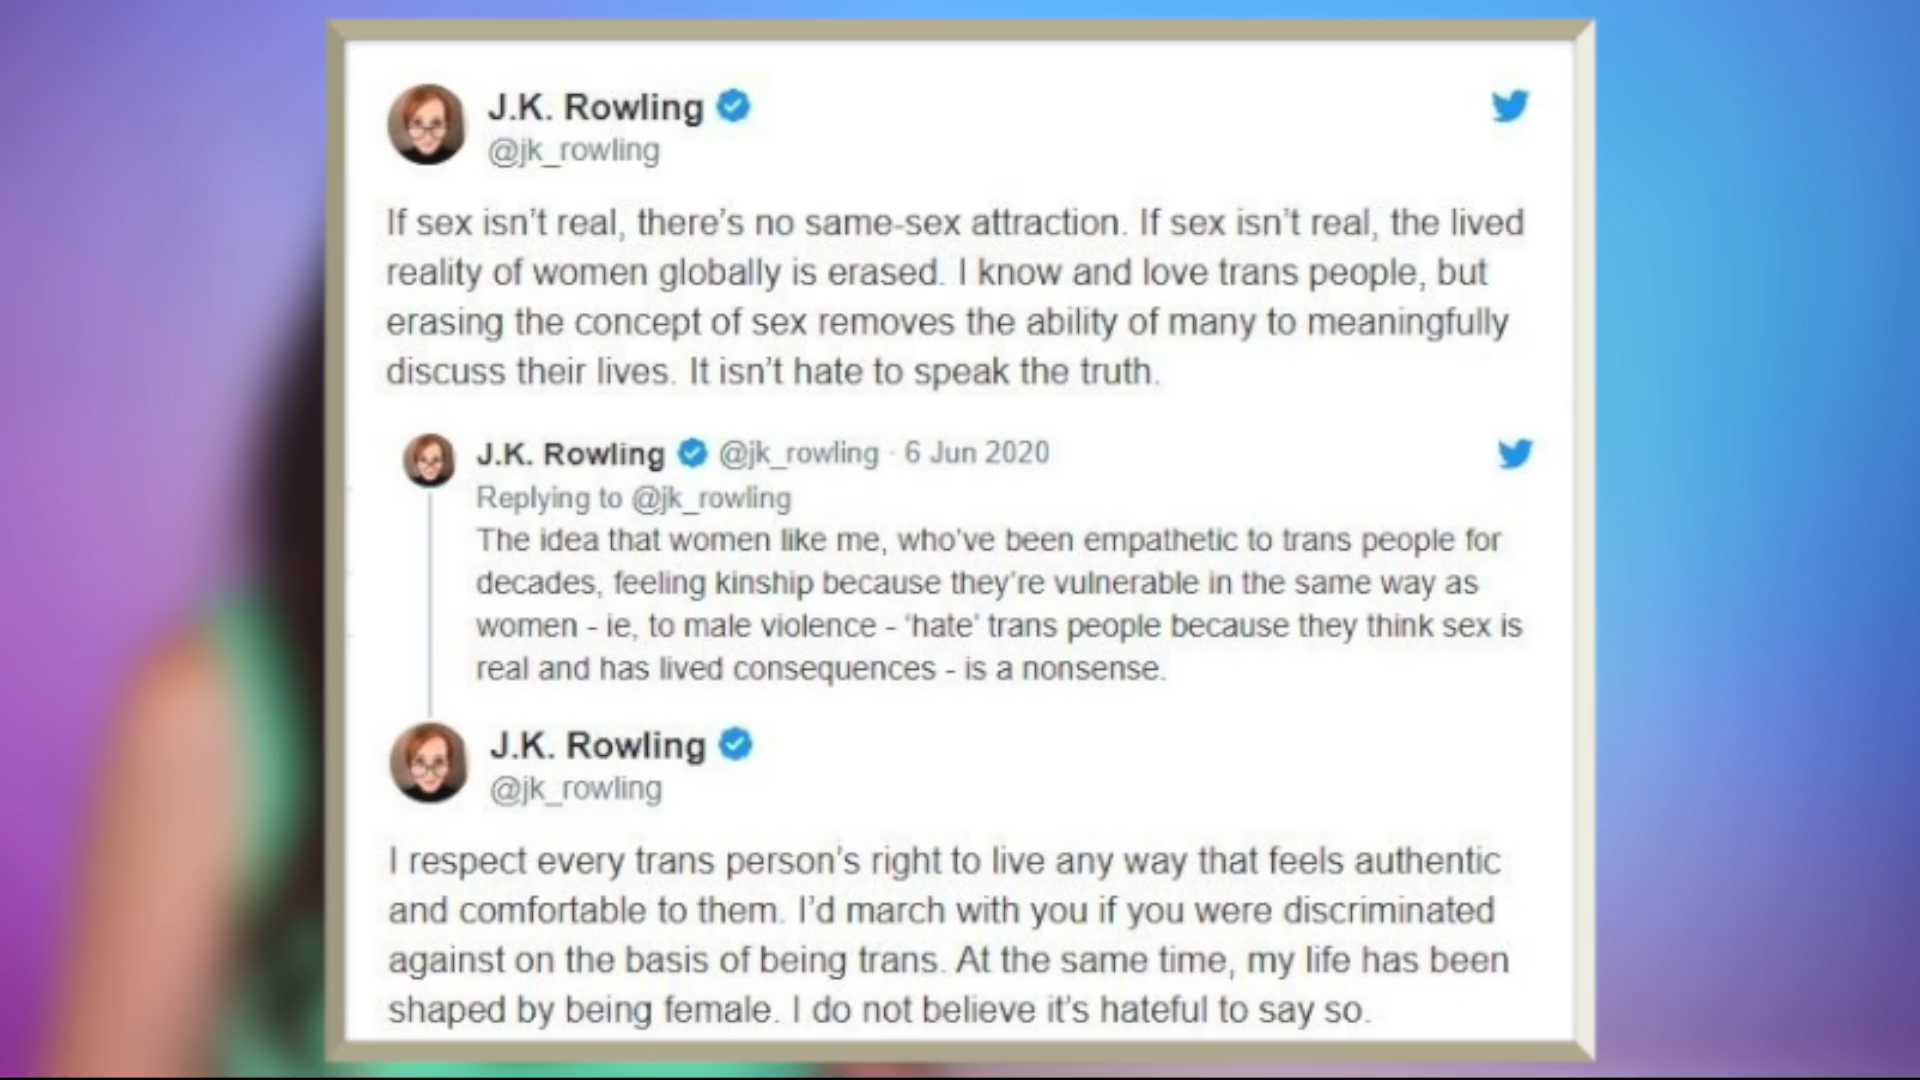 J.K. Rowling
@jk_rowling
If sex isn’t real, there’s no same-sex attraction. If sex isn’t real, the lived
reality of women globally is erased. I know and love trans people, but
erasing the concept of sex removes the ability of many to meaningfully
discuss their lives. It isn’t hate to speak the truth.
J.K. Rowling @jk_rowling · 6 Jun 2020
Replying to @jk_rowling
The idea that women like me, who’ve been empathetic to trans people for
decades, feeling kinship because they’re vulnerable in the same way as
women - ie, to male violence - ‘hate’ trans people because they think sex is
real and has lived consequences - is a nonsense.
J.K. Rowling
@jk_rowling
I respect every trans person’s right to live any way that feels authentic
and comfortable to them. I’d march with you if you were discriminated
against on the basis of being trans. At the same time, my life has been
shaped by being female. I do not believe it’s hateful to say so.